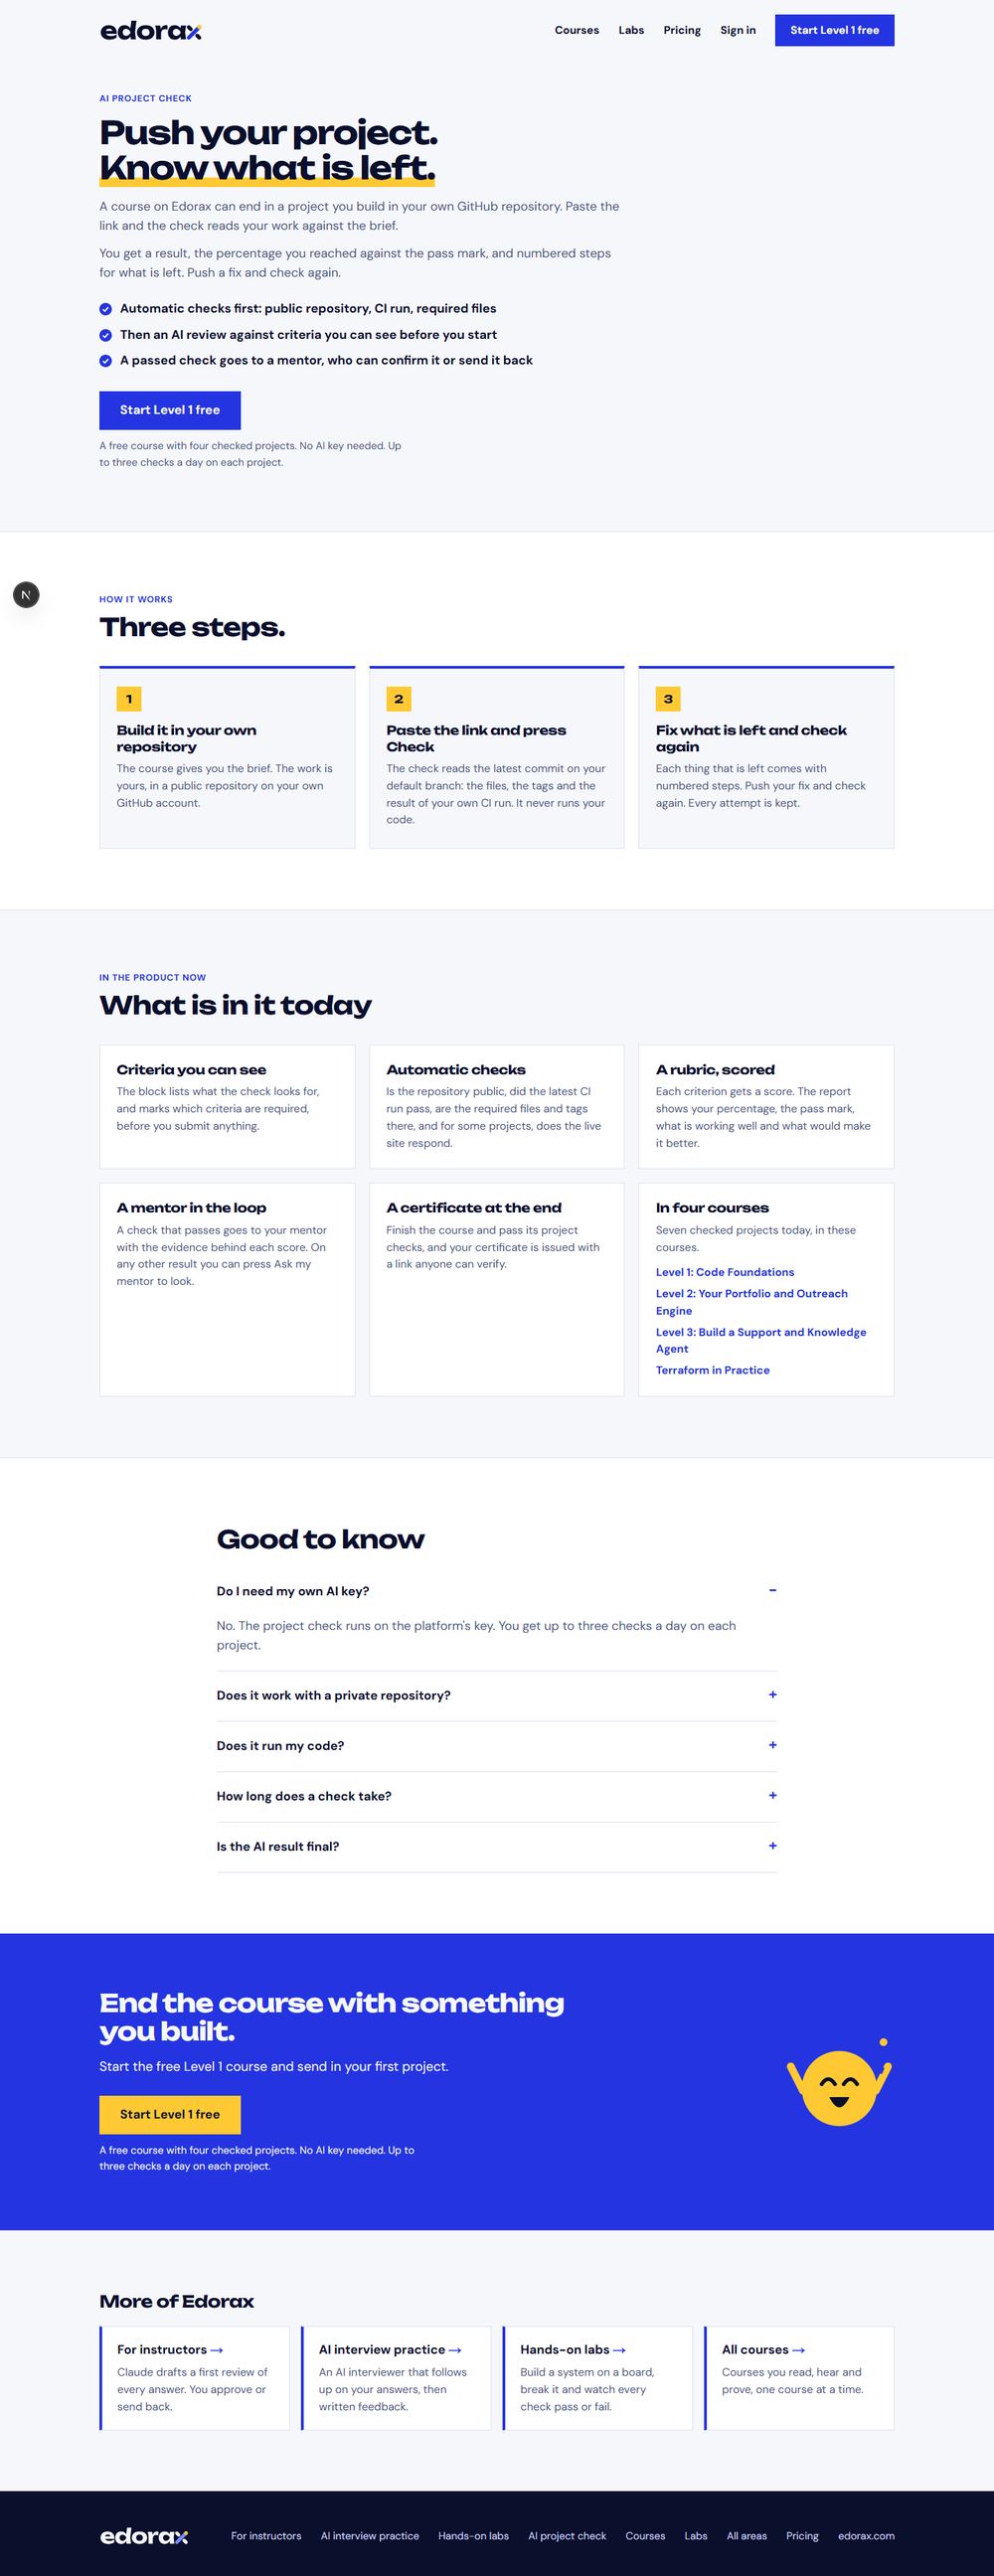 edorax
Courses Labs Pricing Sign in Start Level 1 free
AI PROJECT CHECK
Push your project.
Know what is left.
A course on Edorax can end in a project you build in your own GitHub repository. Paste the
link and the check reads your work against the brief.
You get a result, the percentage you reached against the pass mark, and numbered steps
for what is left. Push a fix and check again.
Automatic checks first: public repository, CI run, required files
Then an AI review against criteria you can see before you start
A passed check goes to a mentor, who can confirm it or send it back
Start Level 1 free
A free course with four checked projects. No AI key needed. Up
to three checks a day on each project.
N
HOW IT WORKS
Three steps.
1
Build it in your own
repository
The course gives you the brief. The work is
yours, in a public repository on your own
GitHub account.
2
Paste the link and press
Check
The check reads the latest commit on your
default branch: the files, the tags and the
result of your own CI run. It never runs your
code.
3
Fix what is left and check
again
Each thing that is left comes with
numbered steps. Push your fix and check
again. Every attempt is kept.
IN THE PRODUCT NOW
What is in it today
Criteria you can see
The block lists what the check looks for,
and marks which criteria are required,
before you submit anything.
Automatic checks
Is the repository public, did the latest CI
run pass, are the required files and tags
there, and for some projects, does the live
site respond.
A rubric, scored
Each criterion gets a score. The report
shows your percentage, the pass mark,
what is working well and what would make
it better.
A mentor in the loop
A check that passes goes to your mentor
with the evidence behind each score. On
any other result you can press Ask my
mentor to look.
A certificate at the end
Finish the course and pass its project
checks, and your certificate is issued with
a link anyone can verify.
In four courses
Seven checked projects today, in these
courses.
Level 1: Code Foundations
Level 2: Your Portfolio and Outreach
Engine
Level 3: Build a Support and Knowledge
Agent
Terraform in Practice
Good to know
Do I need my own AI key? −
No. The project check runs on the platform's key. You get up to three checks a day on each
project.
Does it work with a private repository? +
Does it run my code? +
How long does a check take? +
Is the AI result final? +
End the course with something
you built.
Start the free Level 1 course and send in your first project.
Start Level 1 free
A free course with four checked projects. No AI key needed. Up to
three checks a day on each project.
More of Edorax
For instructors →
Claude drafts a first review of
every answer. You approve or
send back.
AI interview practice →
An AI interviewer that follows
up on your answers, then
written feedback.
Hands-on labs →
Build a system on a board,
break it and watch every
check pass or fail.
All courses →
Courses you read, hear and
prove, one course at a time.
edorax
For instructors AI interview practice Hands-on labs AI project check Courses Labs All areas Pricing edorax.com